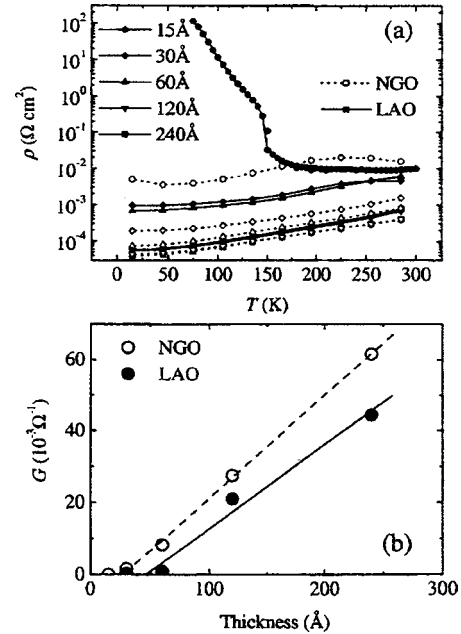 (a)
10²
10¹
10⁰
10⁻¹
10⁻²
10⁻³
10⁻⁴
ρ (Ω cm²)
15Å
30Å
60Å
120Å
240Å
NGO
LAO
0 50 100 150 200 250 300
T (K)
NGO
LAO
60
40
20
0
G (10⁻³Ω⁻¹)
(b)
0 100 200 300
Thickness (Å)